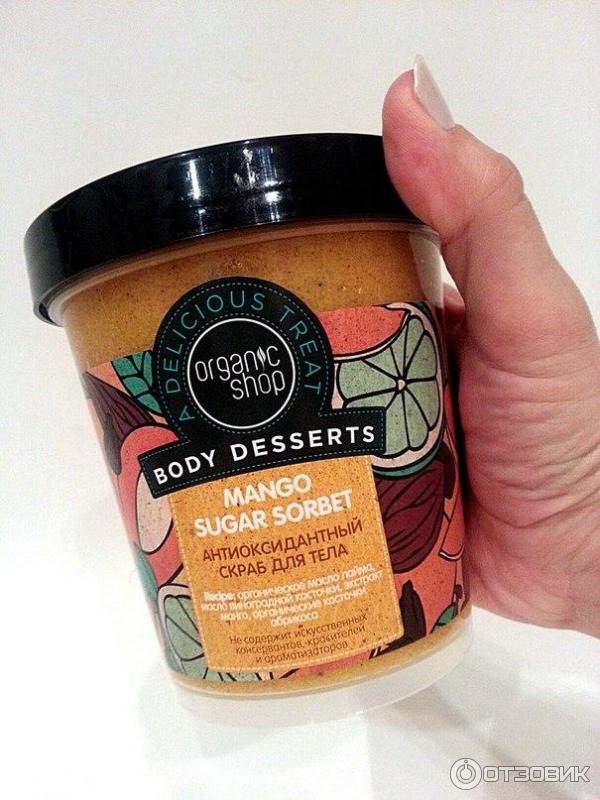 A DELICIOUS TREAT
organic
shop
BODY DESSERTS
MANGO
SUGAR SORBET
АНТИОКСИДАНТНЫЙ
СКРАБ ДЛЯ ТЕЛА
Recipe: органическое масло лайма,
масло виноградной косточки, экстракт
манго, органические косточки
абрикоса
Не содержит искусственных
консервантов, красителей
и ароматизаторов
ОТЗОВИК